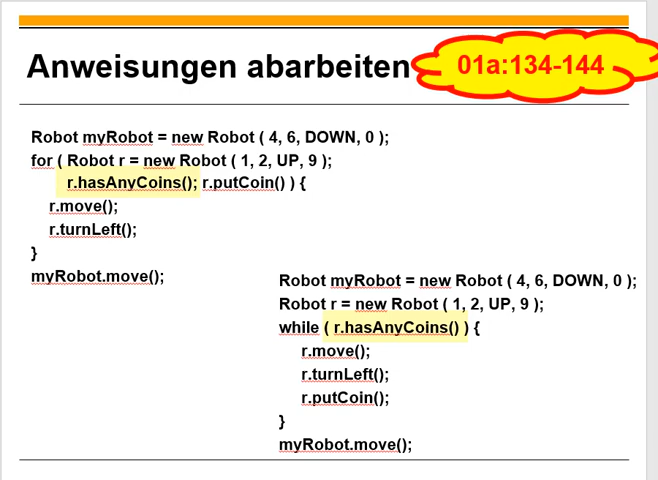 Anweisungen abarbeiten
01a:134-144
Robot myRobot = new Robot ( 4, 6, DOWN, 0 );
for ( Robot r = new Robot ( 1, 2, UP, 9 );
r.hasAnyCoins(); r.putCoin() ) {
r.move();
r.turnLeft();
}
myRobot.move();
Robot myRobot = new Robot ( 4, 6, DOWN, 0 );
Robot r = new Robot ( 1, 2, UP, 9 );
while ( r.hasAnyCoins() ) {
r.move();
r.turnLeft();
r.putCoin();
}
myRobot.move();